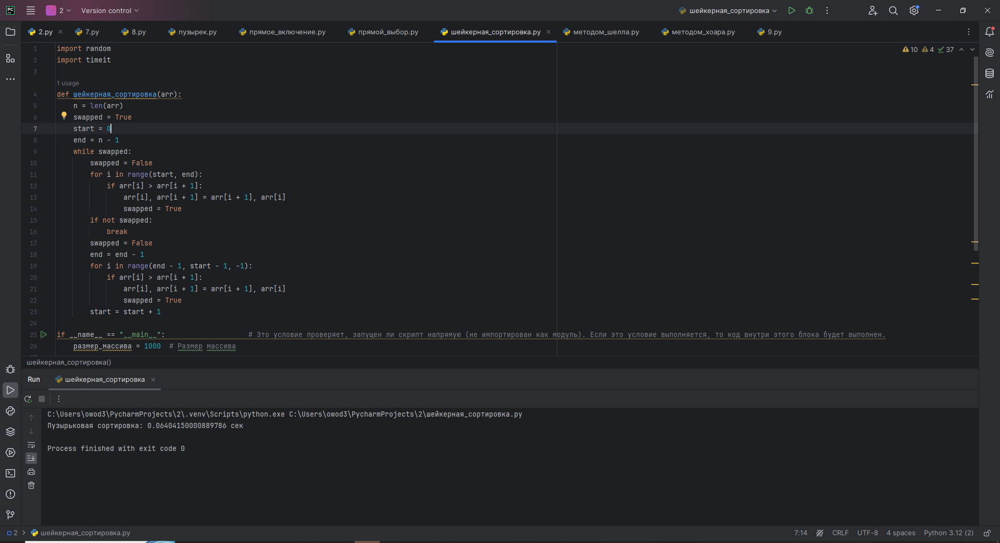 PC 2 Version control шейкерная_сортировка
2.py 7.py 8.py пузырек.py прямое_включение.py прямой_выбор.py шейкерная_сортировка.py методом_шелла.py методом_хоара.py 9.py
10 4 37
1 import random
2 import timeit
3
1 usage
4 def шейкерная_сортировка(arr):
5 n = len(arr)
6 swapped = True
7 start = 0
8 end = n - 1
9 while swapped:
10 swapped = False
11 for i in range(start, end):
12 if arr[i] > arr[i + 1]:
13 arr[i], arr[i + 1] = arr[i + 1], arr[i]
14 swapped = True
15 if not swapped:
16 break
17 swapped = False
18 end = end - 1
19 for i in range(end - 1, start - 1, -1):
20 if arr[i] > arr[i + 1]:
21 arr[i], arr[i + 1] = arr[i + 1], arr[i]
22 swapped = True
23 start = start + 1
24
25 if __name__ == "__main__": # Это условие проверяет, запущен ли скрипт напрямую (не импортирован как модуль). Если это условие выполняется, то код внутри этого блока будет выполнен.
26 размер_массива = 1000 # Размер массива
шейкерная_сортировка()
Run шейкерная_сортировка
C:\Users\owod3\PycharmProjects\2\.venv\Scripts\python.exe C:\Users\owod3\PycharmProjects\2\шейкерная_сортировка.py
Пузырьковая сортировка: 0.06404150000889786 сек
Process finished with exit code 0
2 шейкерная_сортировка.py 7:14 CRLF UTF-8 4 spaces Python 3.12 (2)